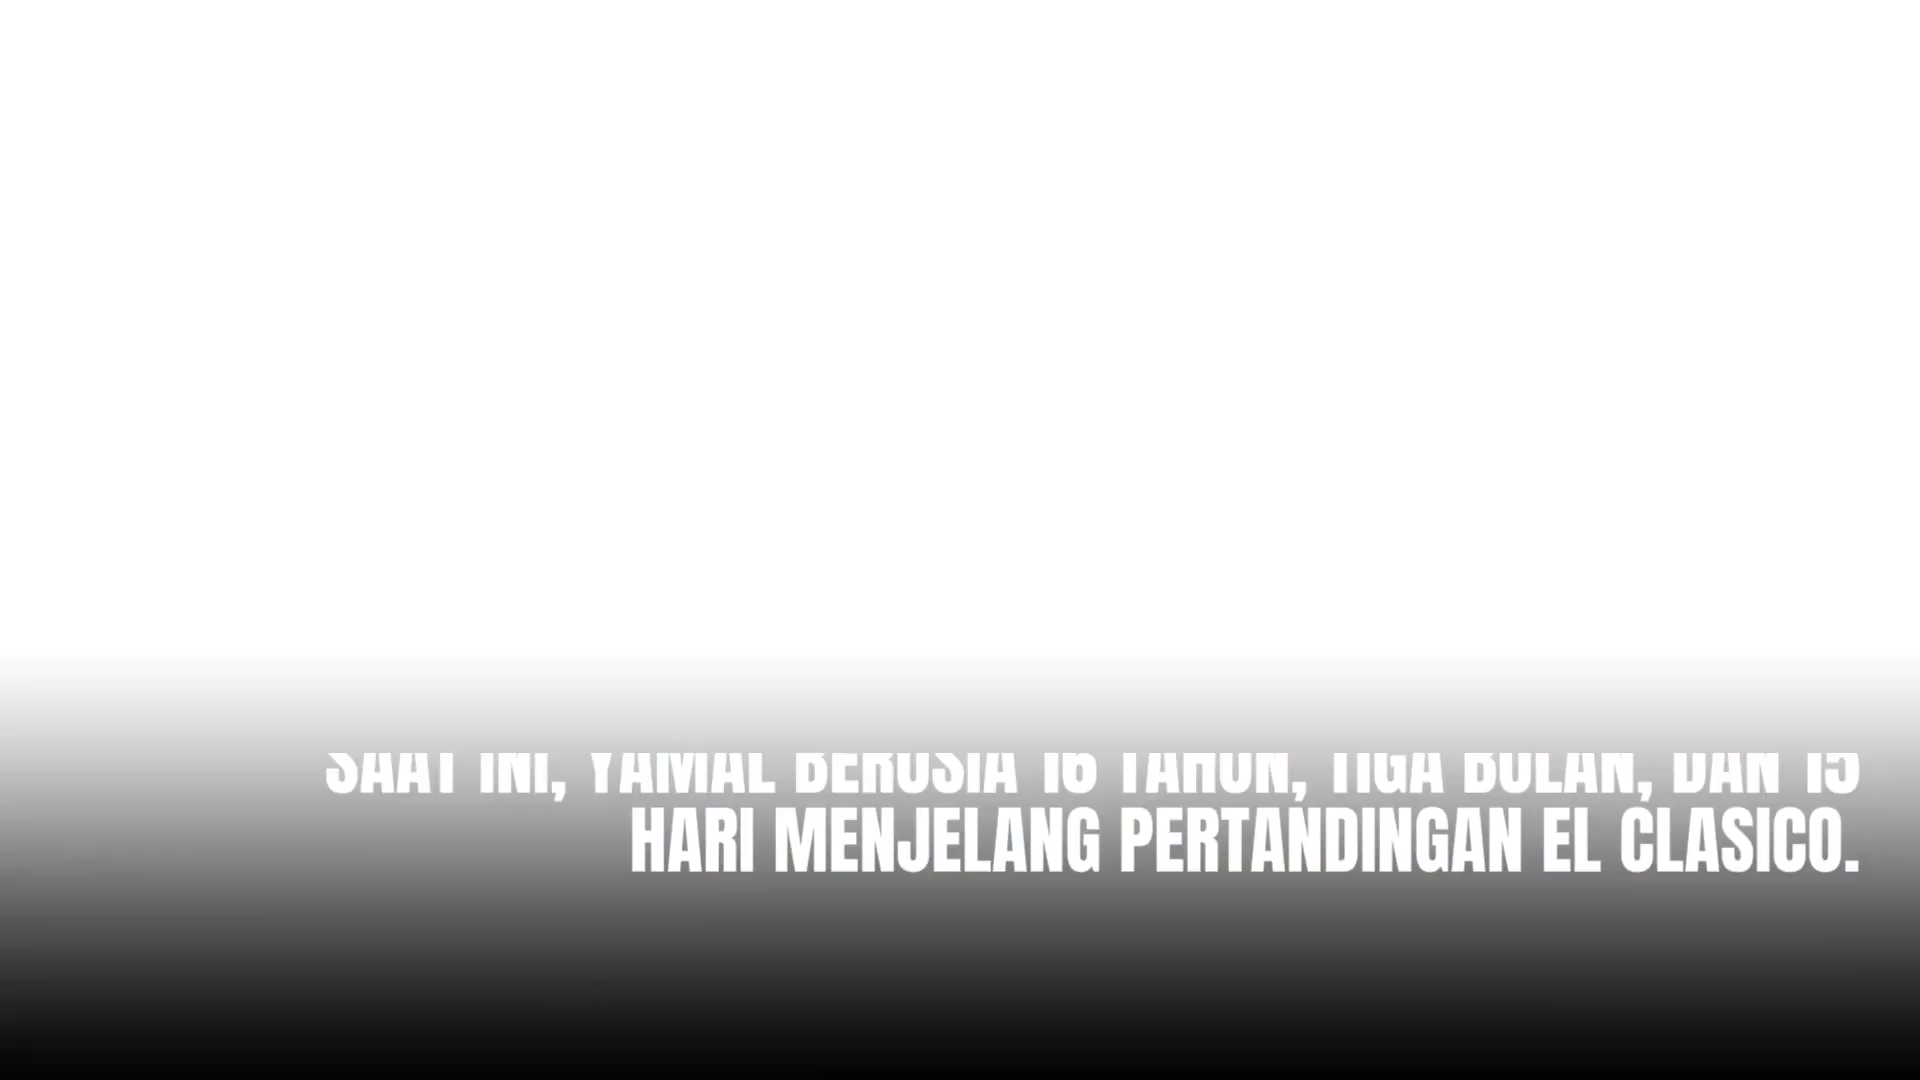 SAAT INI, YAMAL BERUSIA 16 TAHUN, TIGA BULAN, DAN 15
HARI MENJELANG PERTANDINGAN EL CLASICO.